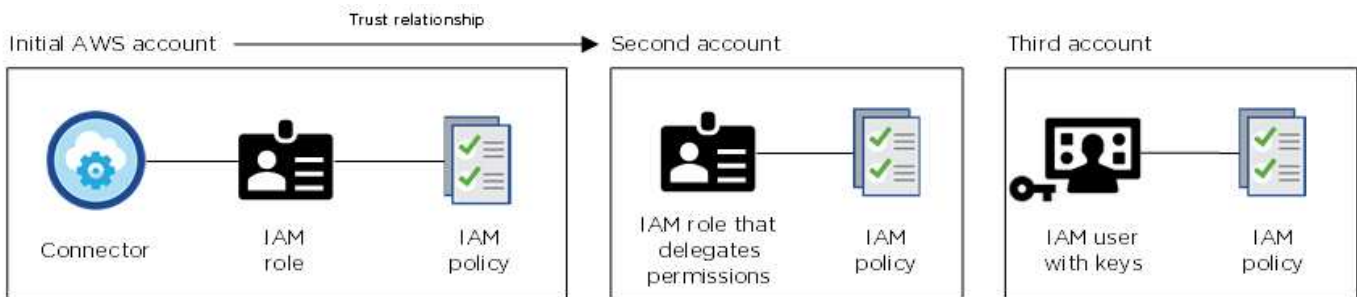 Trust relationship
Initial AWS account
Second account
Third account
Connector
IAM
role
IAM
policy
IAM role that
delegates
permissions
IAM
policy
IAM user
with keys
IAM
policy